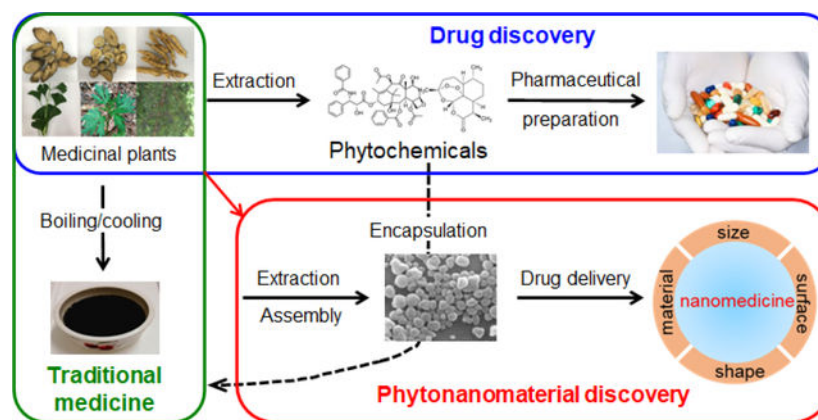 Drug discovery
Extraction
Pharmaceutical
preparation
Medicinal plants
Phytochemicals
Boiling/cooling
Encapsulation
Extraction
Assembly
Drug delivery
size
material
nanomedicine
surface
shape
Traditional
medicine
Phytonanomaterial discovery